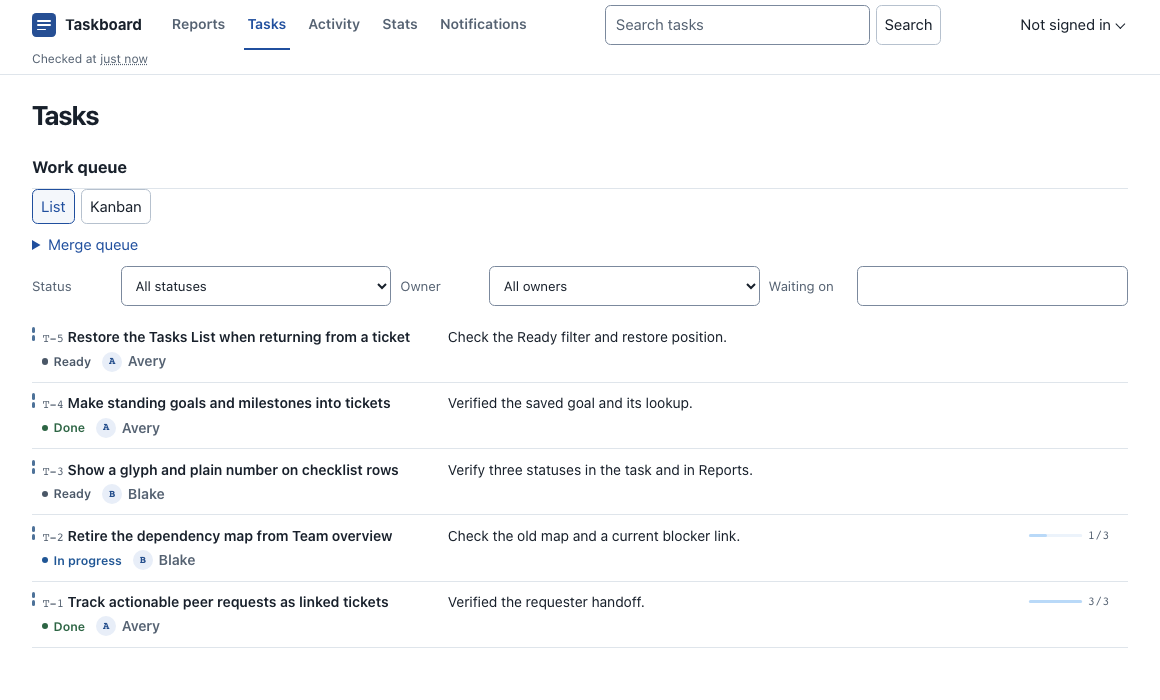 Taskboard Reports Tasks Activity Stats Notifications Search tasks Search Not signed in
Checked at just now
Tasks
Work queue
List Kanban
Merge queue
Status All statuses Owner All owners Waiting on
T-5 Restore the Tasks List when returning from a ticket Check the Ready filter and restore position.
Ready A Avery
T-4 Make standing goals and milestones into tickets Verified the saved goal and its lookup.
Done A Avery
T-3 Show a glyph and plain number on checklist rows Verify three statuses in the task and in Reports.
Ready B Blake
T-2 Retire the dependency map from Team overview Check the old map and a current blocker link. 1/3
In progress B Blake
T-1 Track actionable peer requests as linked tickets Verified the requester handoff. 3/3
Done A Avery